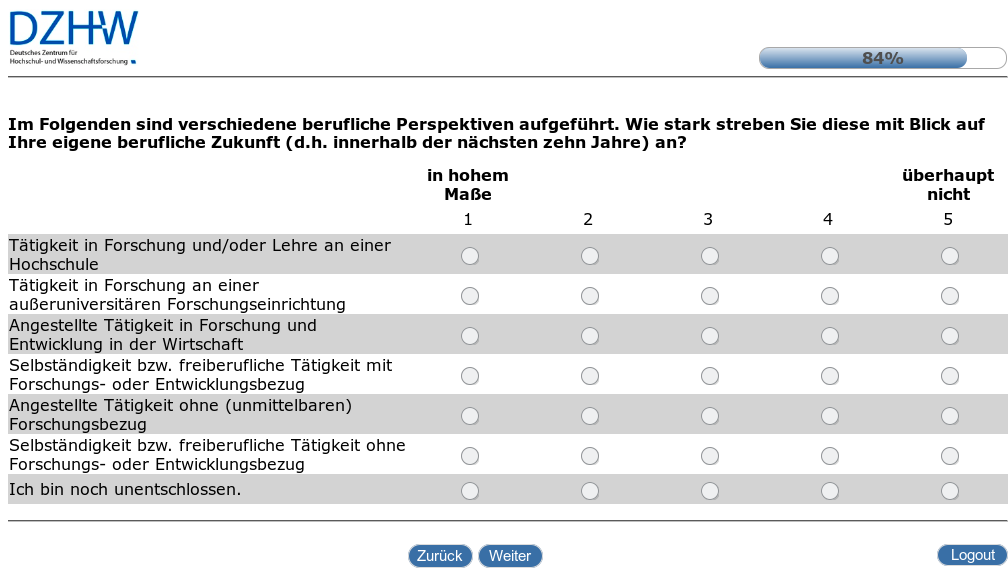 DZHW
Deutsches Zentrum für
Hochschul- und Wissenschaftsforschung
84%
Im Folgenden sind verschiedene berufliche Perspektiven aufgeführt. Wie stark streben Sie diese mit Blick auf
Ihre eigene berufliche Zukunft (d.h. innerhalb der nächsten zehn Jahre) an?
in hohem überhaupt
Maße nicht
1 2 3 4 5
Tätigkeit in Forschung und/oder Lehre an einer
Hochschule
Tätigkeit in Forschung an einer
außeruniversitären Forschungseinrichtung
Angestellte Tätigkeit in Forschung und
Entwicklung in der Wirtschaft
Selbständigkeit bzw. freiberufliche Tätigkeit mit
Forschungs- oder Entwicklungsbezug
Angestellte Tätigkeit ohne (unmittelbaren)
Forschungsbezug
Selbständigkeit bzw. freiberufliche Tätigkeit ohne
Forschungs- oder Entwicklungsbezug
Ich bin noch unentschlossen.
Zurück Weiter Logout